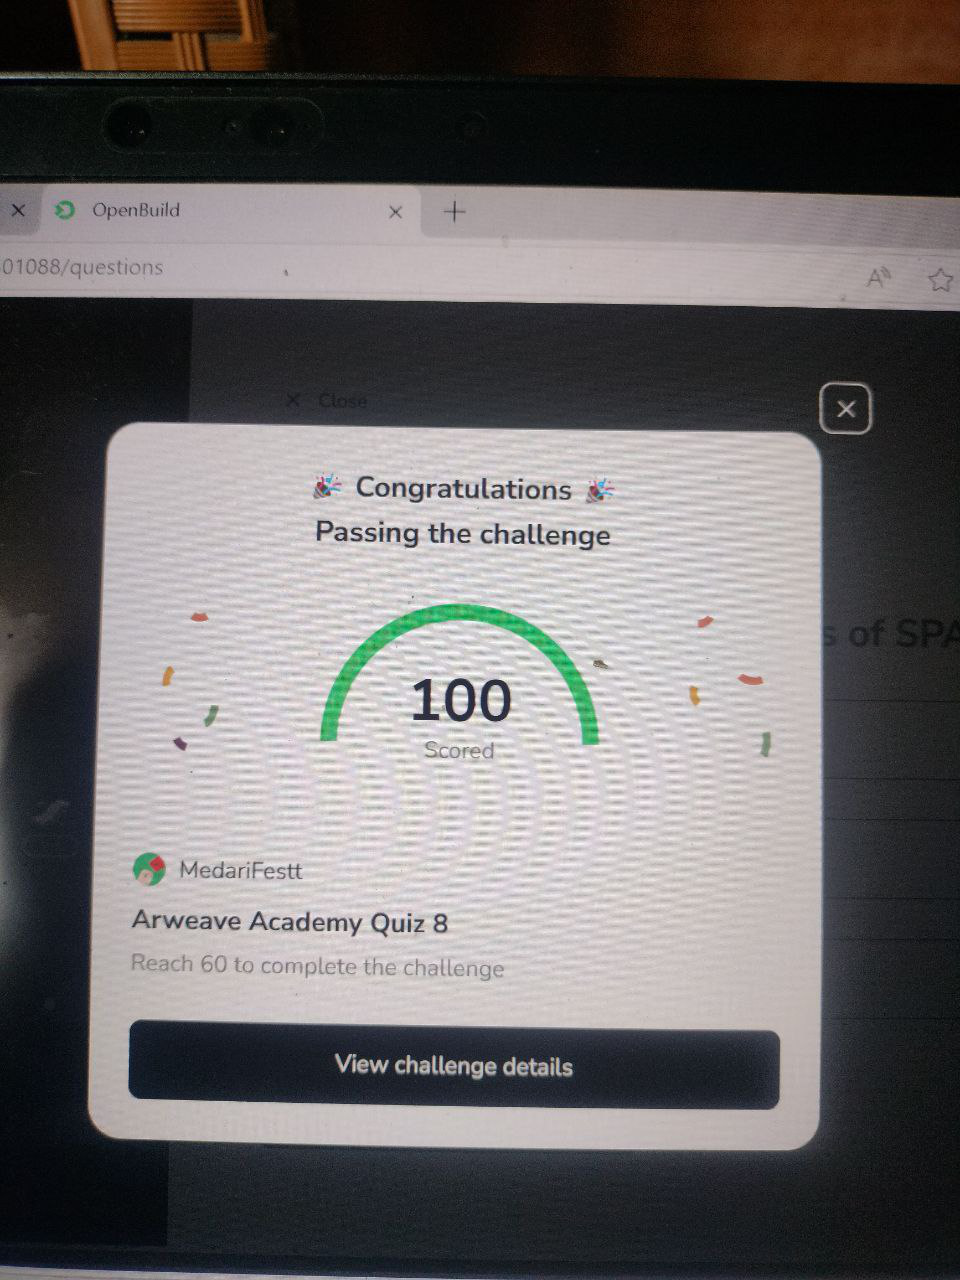 OpenBuild
01088/questions
Close
🎉 Congratulations 🎉
Passing the challenge
s of SPA
100
Scored
MedariFestt
Arweave Academy Quiz 8
Reach 60 to complete the challenge
View challenge details